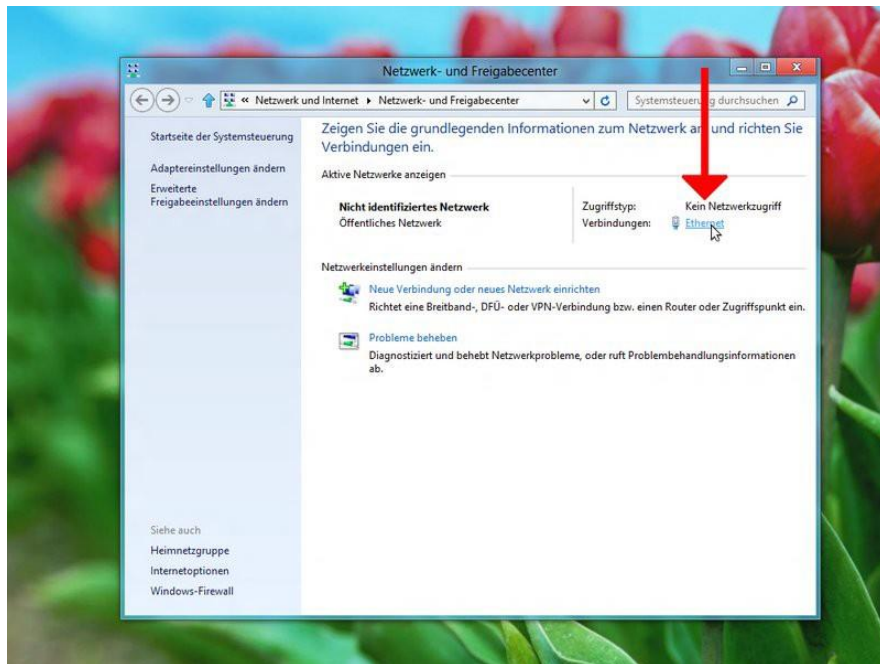 Netzwerk- und Freigabecenter
« Netzwerk und Internet ▸ Netzwerk- und Freigabecenter
Systemsteuerung durchsuchen
Startseite der Systemsteuerung
Adaptereinstellungen ändern
Erweiterte
Freigabeeinstellungen ändern
Siehe auch
Heimnetzgruppe
Internetoptionen
Windows-Firewall
Zeigen Sie die grundlegenden Informationen zum Netzwerk an und richten Sie
Verbindungen ein.
Aktive Netzwerke anzeigen
Nicht identifiziertes Netzwerk
Öffentliches Netzwerk
Zugriffstyp: Kein Netzwerkzugriff
Verbindungen: Ethernet
Netzwerkeinstellungen ändern
Neue Verbindung oder neues Netzwerk einrichten
Richtet eine Breitband-, DFÜ- oder VPN-Verbindung bzw. einen Router oder Zugriffspunkt ein.
Probleme beheben
Diagnostiziert und behebt Netzwerkprobleme, oder ruft Problembehandlungsinformationen
ab.